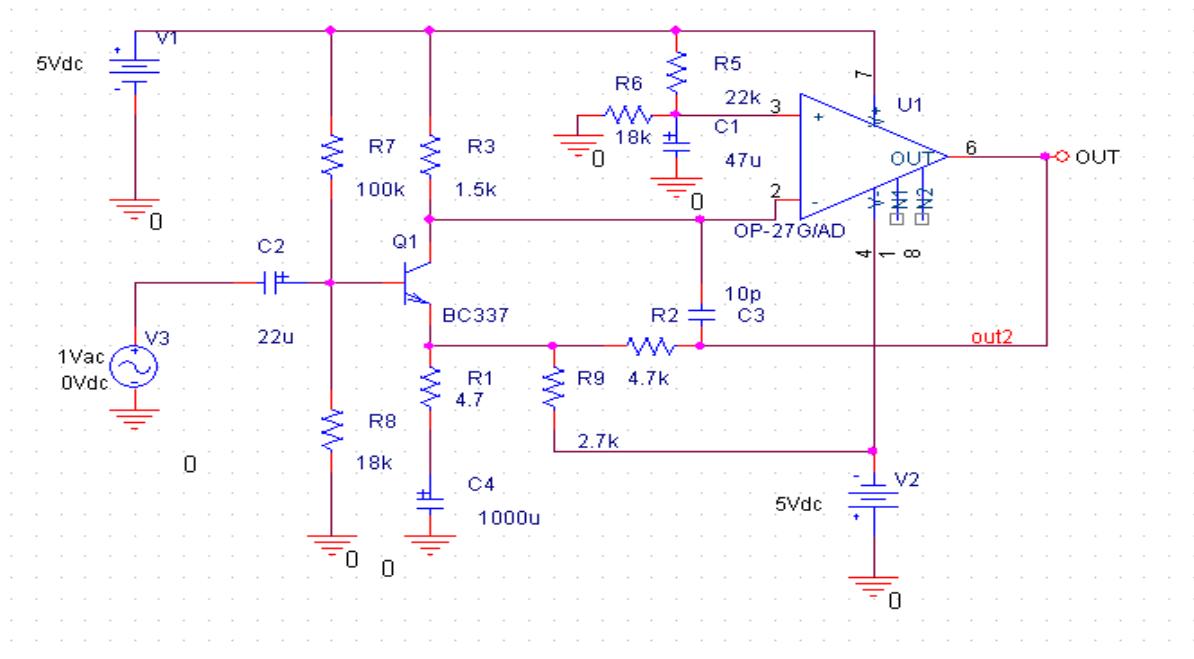 V1
5Vdc
0
R7
100k
R3
1.5k
R6
18k
0
R5
22k
C1
47u
0
3
2
7
U1
+
-
V+
OUT
6
OUT
V-
N1
N2
4
1
8
OP-27G/AD
C2
22u
Q1
BC337
V3
1Vac
0Vdc
0
10p
C3
R2
4.7k
out2
R1
4.7
R9
2.7k
R8
18k
0
C4
1000u
0
V2
5Vdc
0